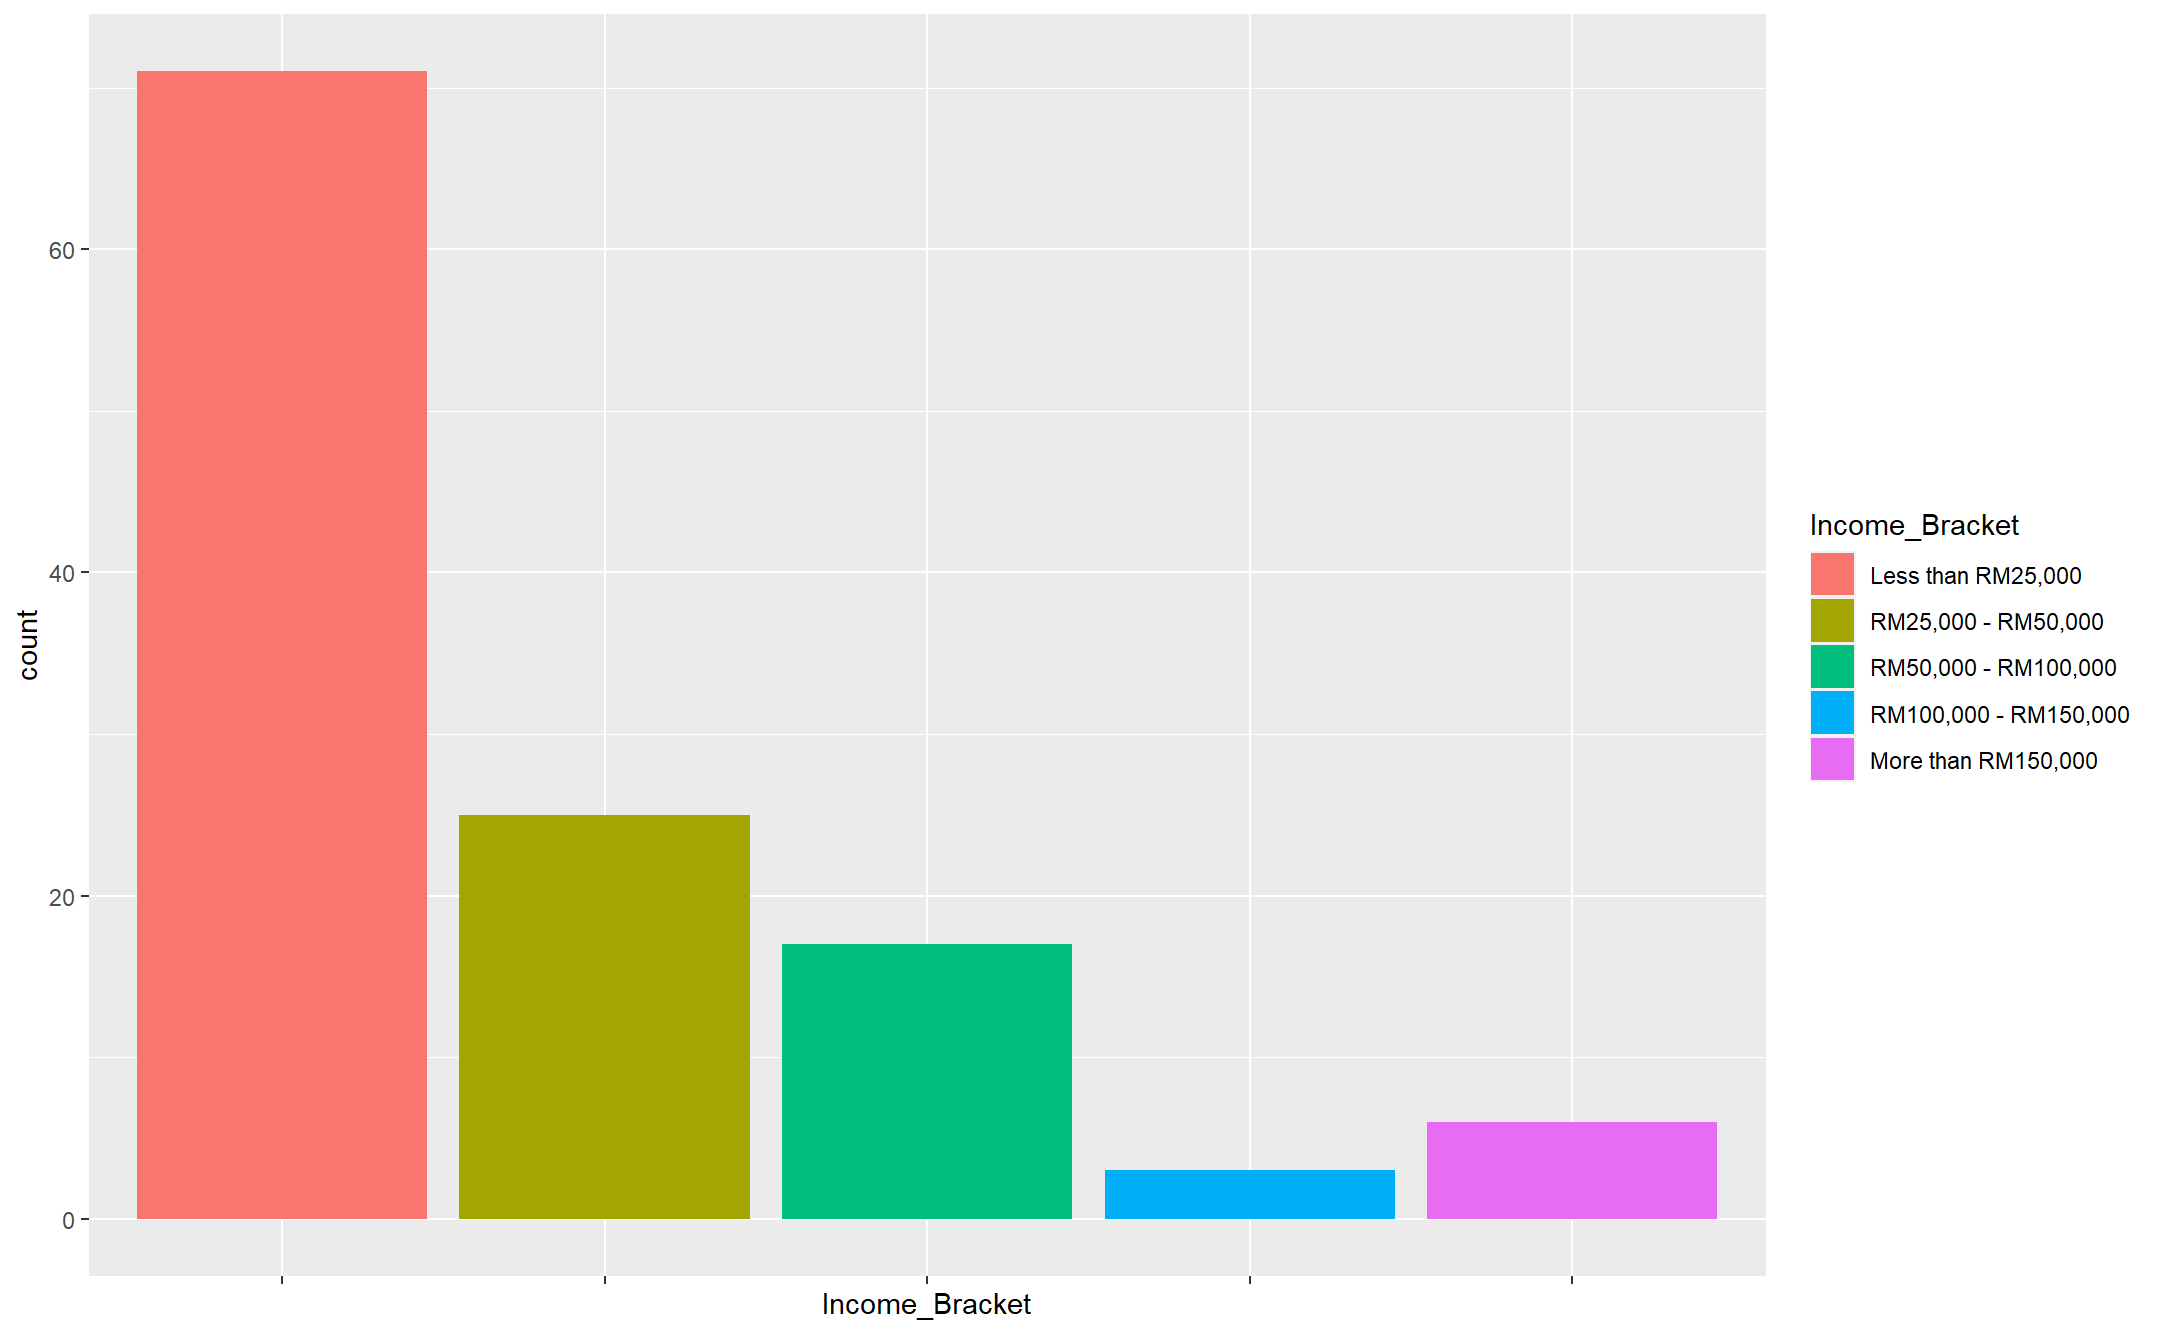 60
40
20
0
count
Income_Bracket
Income_Bracket
Less than RM25,000
RM25,000 - RM50,000
RM50,000 - RM100,000
RM100,000 - RM150,000
More than RM150,000